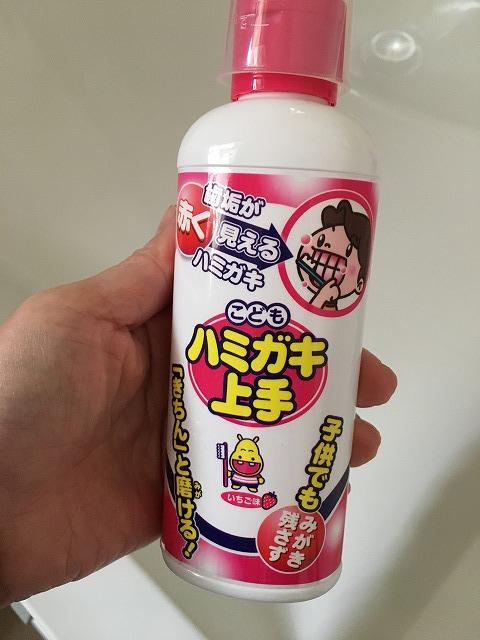 歯垢が
赤く
見える
ハミガキ
こども
ハミガキ
上手
いちご味
子供でも
「きちんと」磨ける!
みが
みがき
残さず